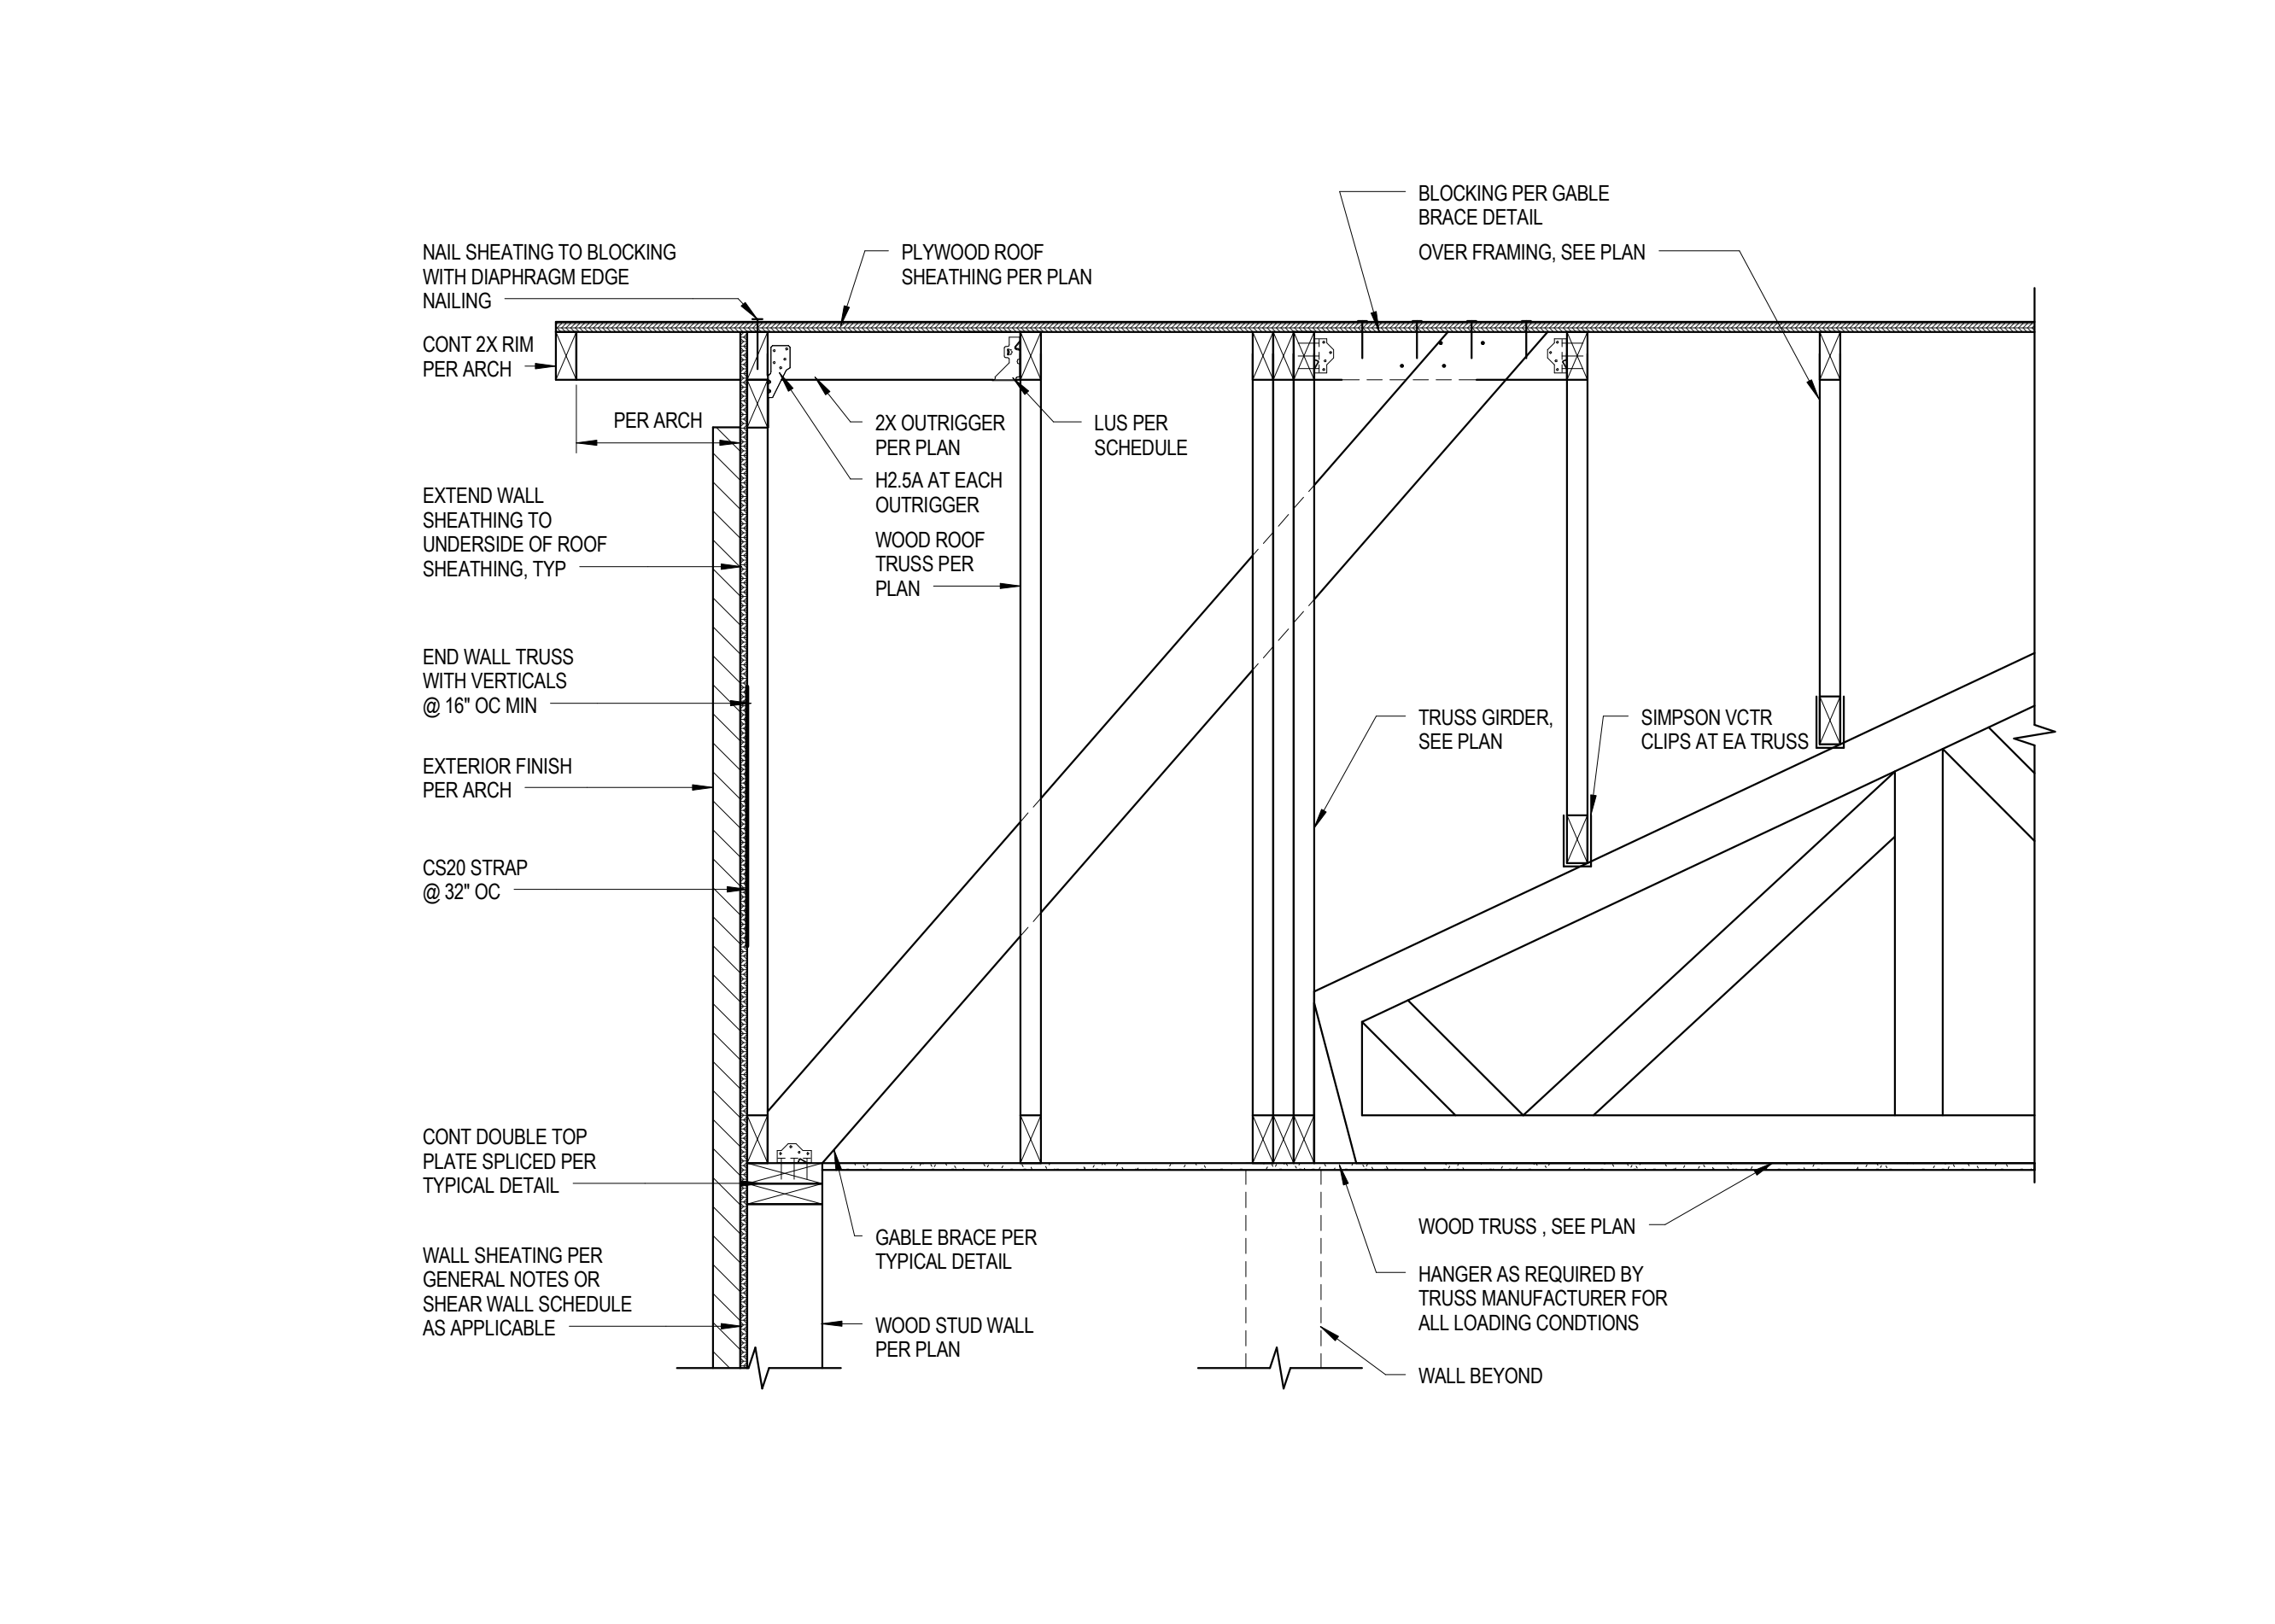 BLOCKING PER GABLE
BRACE DETAIL
NAIL SHEATING TO BLOCKING
WITH DIAPHRAGM EDGE
NAILING
PLYWOOD ROOF
SHEATHING PER PLAN
OVER FRAMING, SEE PLAN
CONT 2X RIM
PER ARCH
PER ARCH
2X OUTRIGGER
PER PLAN
LUS PER
SCHEDULE
H2.5A AT EACH
OUTRIGGER
EXTEND WALL
SHEATHING TO
UNDERSIDE OF ROOF
SHEATHING, TYP
WOOD ROOF
TRUSS PER
PLAN
END WALL TRUSS
WITH VERTICALS
@ 16" OC MIN
TRUSS GIRDER,
SEE PLAN
SIMPSON VCTR
CLIPS AT EA TRUSS
EXTERIOR FINISH
PER ARCH
CS20 STRAP
@ 32" OC
CONT DOUBLE TOP
PLATE SPLICED PER
TYPICAL DETAIL
WOOD TRUSS , SEE PLAN
GABLE BRACE PER
TYPICAL DETAIL
WALL SHEATING PER
GENERAL NOTES OR
SHEAR WALL SCHEDULE
AS APPLICABLE
HANGER AS REQUIRED BY
TRUSS MANUFACTURER FOR
ALL LOADING CONDTIONS
WOOD STUD WALL
PER PLAN
WALL BEYOND